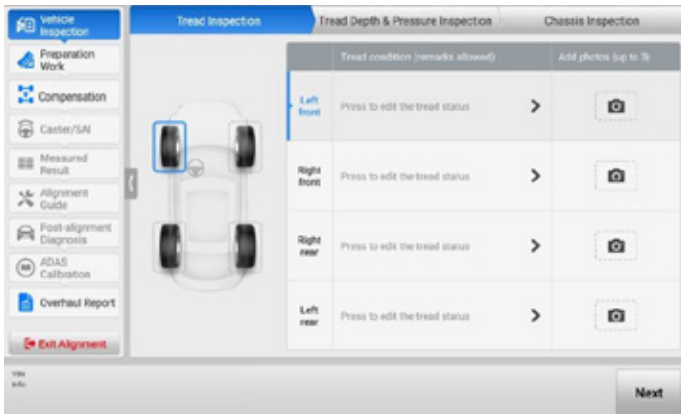 Vehicle
Inspection
Tread Inspection
Tread Depth & Pressure Inspection
Chassis Inspection
Preparation
Work
Compensation
Caster/SAI
Measured
Result
Alignment
Guide
Post-alignment
Diagnosis
ADAS
Calibration
Overhaul Report
Exit Alignment
Tread condition (remarks allowed)
Add photos (up to 3)
Left
front
Press to edit the tread status
Right
front
Press to edit the tread status
Right
rear
Press to edit the tread status
Left
rear
Press to edit the tread status
VIN
Info
Next